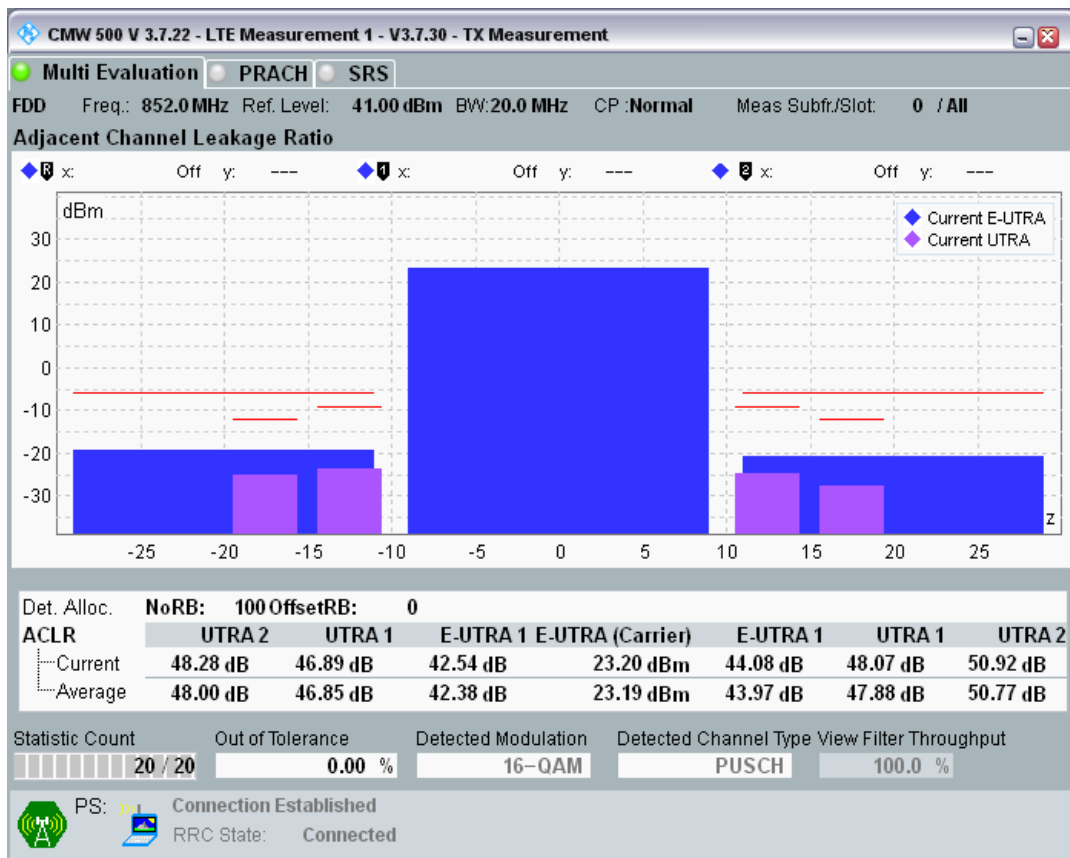 CMW 500 V 3.7.22 - LTE Measurement 1 - V3.7.30 - TX Measurement
Multi Evaluation PRACH SRS
FDD Freq.: 852.0 MHz Ref. Level: 41.00 dBm BW:20.0 MHz CP :Normal Meas Subfr./Slot: 0 / All
Adjacent Channel Leakage Ratio
R x: Off y: --- 1 x: Off y: --- 2 x: Off y: ---
dBm
Current E-UTRA
Current UTRA
30
20
10
0
-10
-20
-30
z
-25 -20 -15 -10 -5 0 5 10 15 20 25
Det. Alloc. NoRB: 100 OffsetRB: 0
ACLR UTRA 2 UTRA 1 E-UTRA 1 E-UTRA (Carrier) E-UTRA 1 UTRA 1 UTRA 2
Current 48.28 dB 46.89 dB 42.54 dB 23.20 dBm 44.08 dB 48.07 dB 50.92 dB
Average 48.00 dB 46.85 dB 42.38 dB 23.19 dBm 43.97 dB 47.88 dB 50.77 dB
Statistic Count Out of Tolerance Detected Modulation Detected Channel Type View Filter Throughput
20 / 20 0.00 % 16-QAM PUSCH 100.0 %
PS: Connection Established
RRC State: Connected